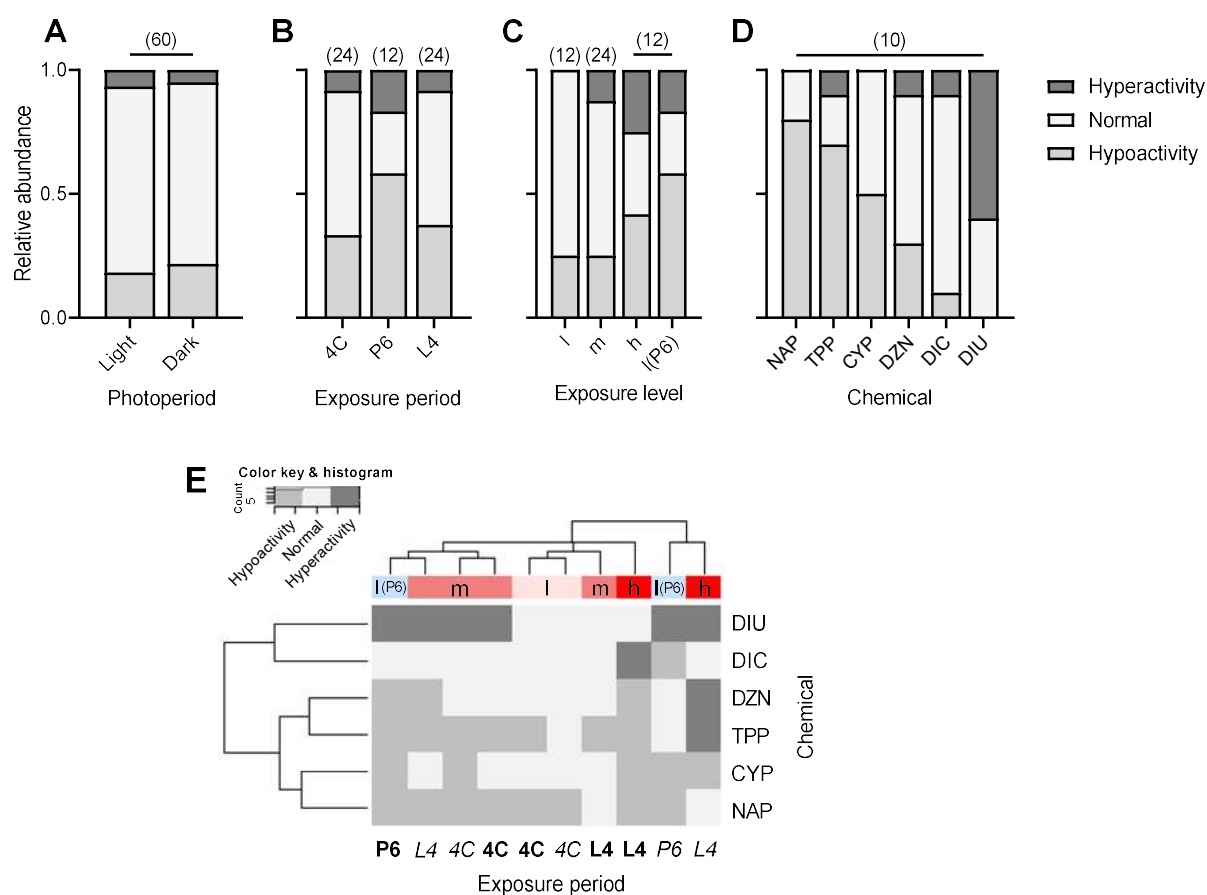 A
(60)
B
(24) (12) (24)
C
(12) (24) (12)
D
(10)
Relative abundance
1.0
0.5
0.0
Light Dark
Photoperiod
4C P6 L4
Exposure period
l m h l(P6)
Exposure level
NAP TPP CYP DZN DIC DIU
Chemical
Hyperactivity
Normal
Hypoactivity
E
Color key & histogram
Count
5
Hypoactivity Normal Hyperactivity
l(P6) m l m h l(P6) h
DIU
DIC
DZN
TPP
CYP
NAP
Chemical
P6 L4 4C 4C 4C 4C L4 L4 P6 L4
Exposure period